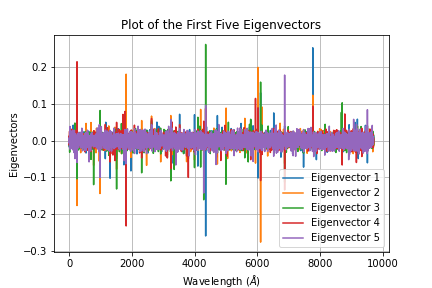 Plot of the First Five Eigenvectors
Eigenvectors
0.2
0.1
0.0
−0.1
−0.2
−0.3
0
2000
4000
6000
8000
10000
Wavelength (Å)
Eigenvector 1
Eigenvector 2
Eigenvector 3
Eigenvector 4
Eigenvector 5